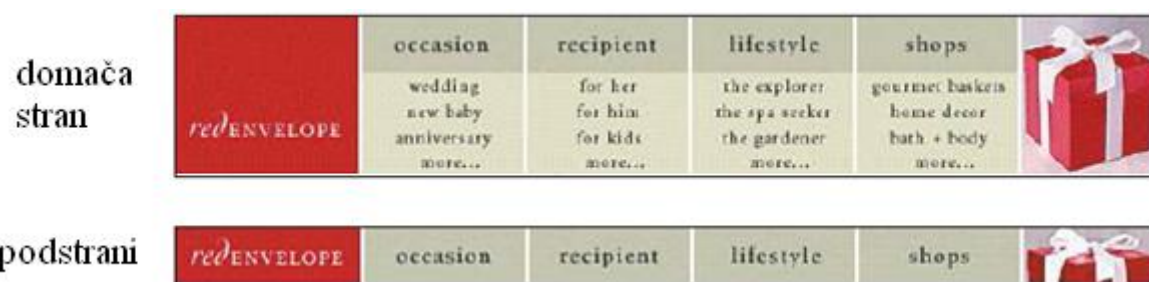 domača
stran
redENVELOPE
occasion
wedding
new baby
anniversary
more...
recipient
for her
for him
for kids
more...
lifestyle
the explorer
the spa seeker
the gardener
more...
shops
gourmet baskets
home decor
bath + body
more...
podstrani
redENVELOPE
occasion
recipient
lifestyle
shops